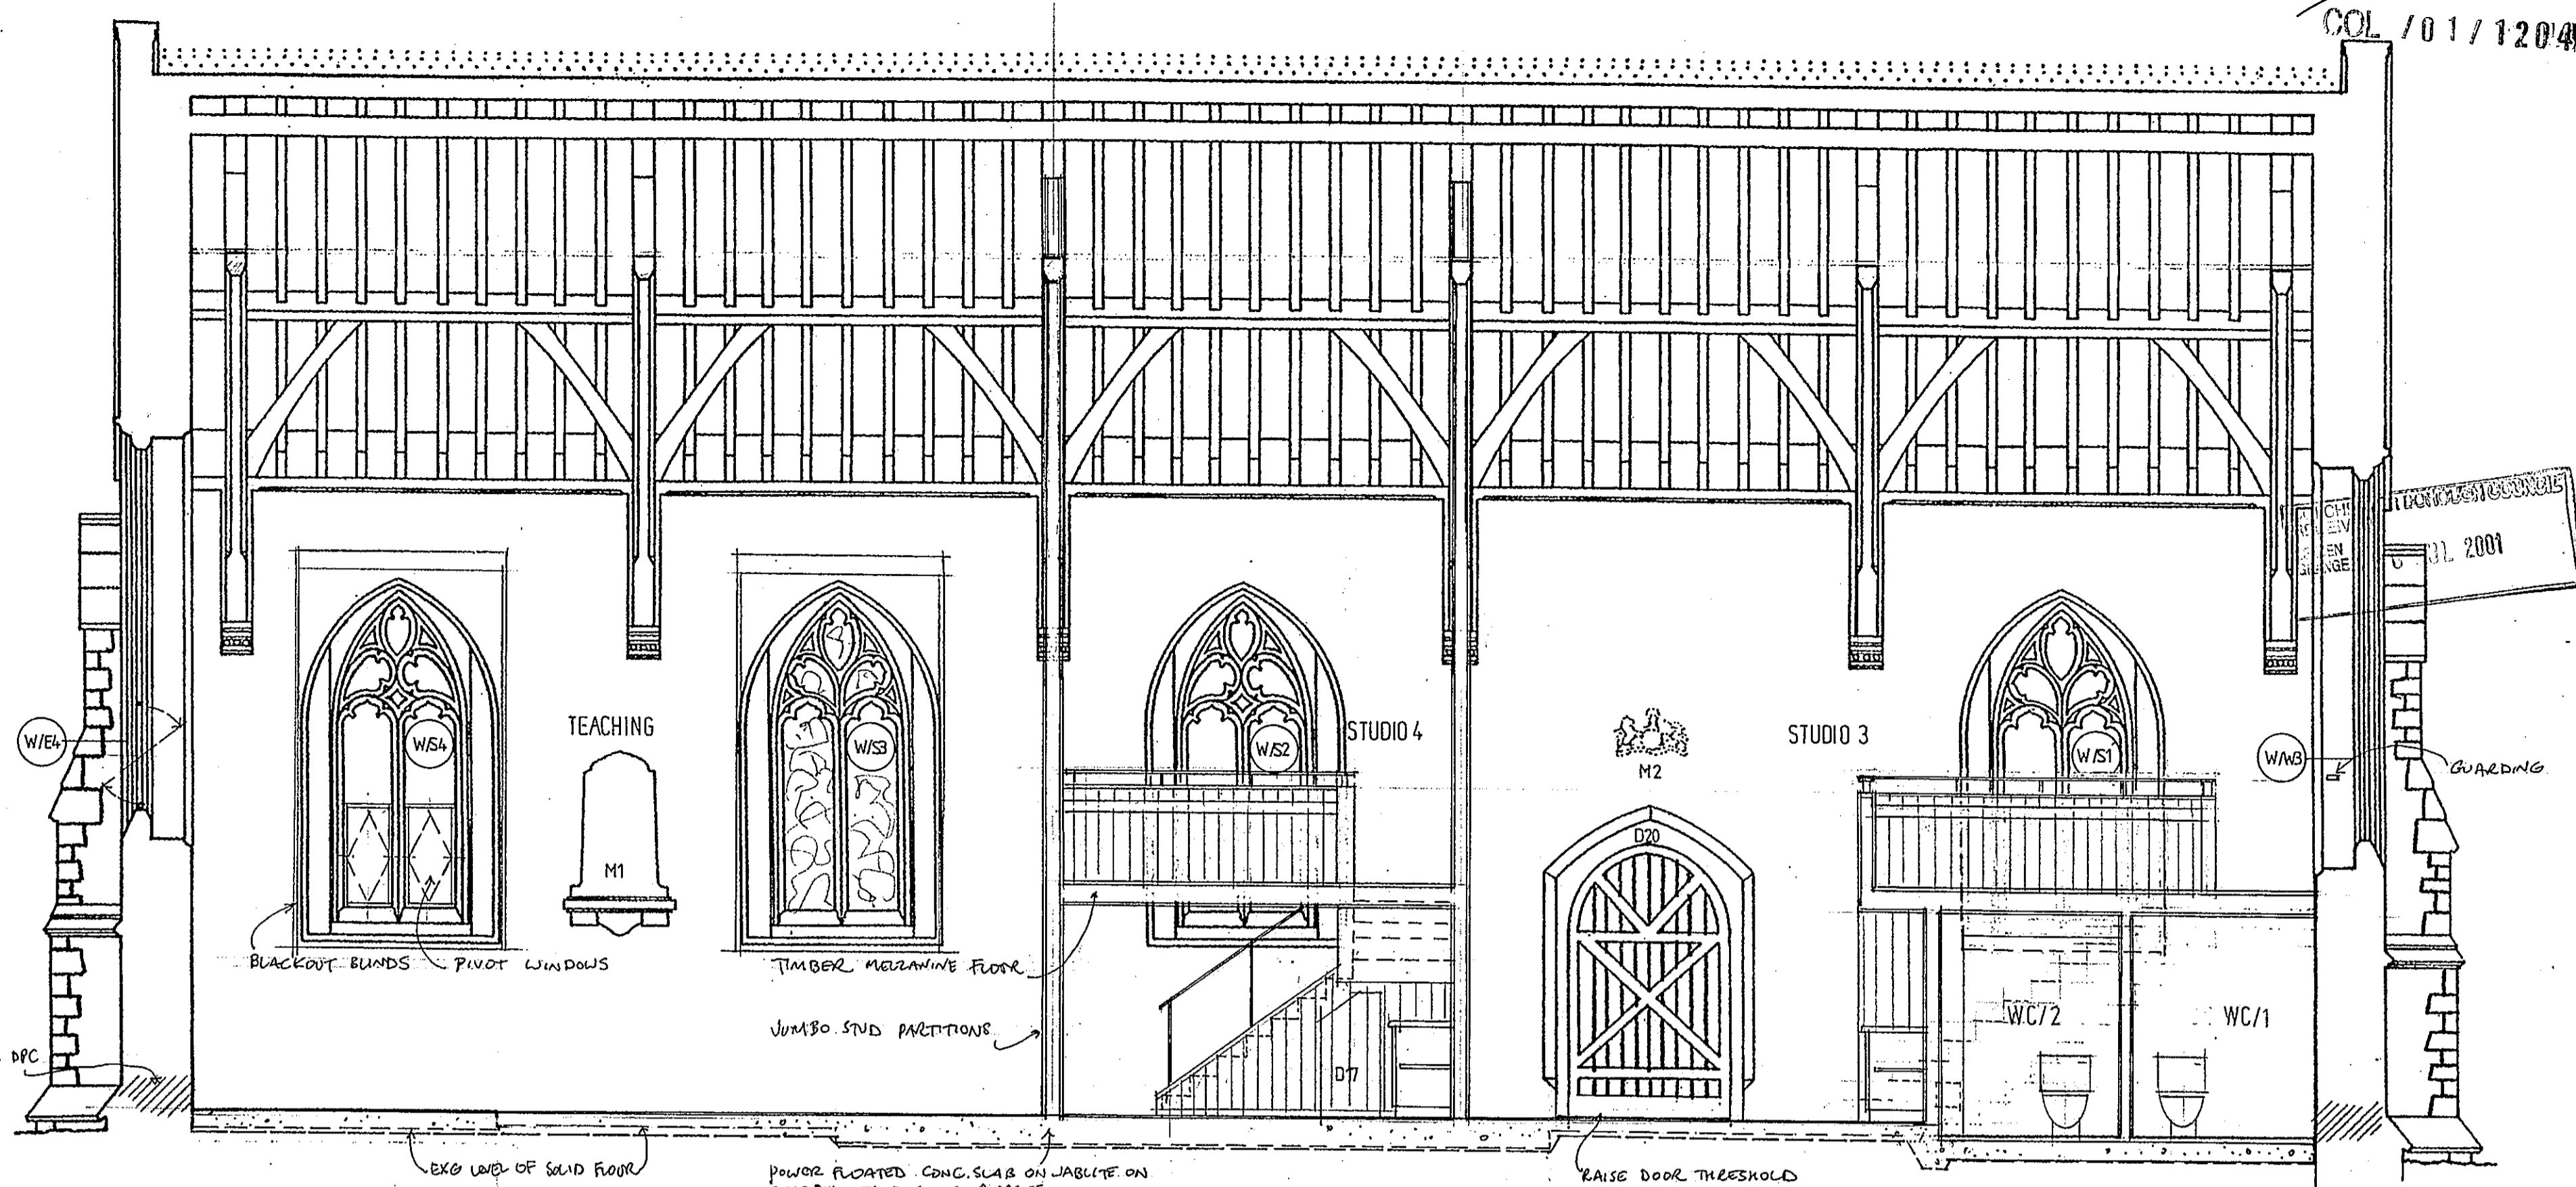 COL /01/1204
2001
TEACHING
STUDIO 4
STUDIO 3
M2
W/E4
W/S4
W/S3
W/S2
W/S1
W/W3
GUARDING
D20
M1
BLACKOUT BLINDS
PIVOT WINDOWS
TIMBER MEZZANINE FLOOR
JUMBO STUD PARTITIONS
WC/2
WC/1
DPC
D17
EXG LEVEL OF SOLID FLOOR
POWER FLOATED CONC. SLAB ON JABLITE ON
RAISE DOOR THRESHOLD